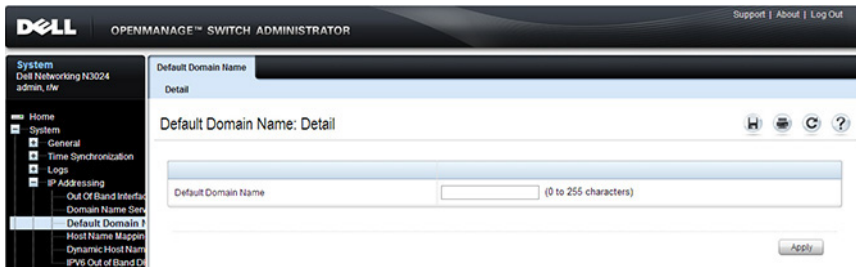 Support | About | Log Out
DELL OPENMANAGE™ SWITCH ADMINISTRATOR
System
Dell Networking N3024
admin, r/w
Default Domain Name
Detail
Home
System
General
Time Synchronization
Logs
IP Addressing
Out Of Band Interfac
Domain Name Serv
Default Domain N
Host Name Mappin
Dynamic Host Nam
IPV6 Out of Band D
Default Domain Name: Detail
Default Domain Name (0 to 255 characters)
Apply